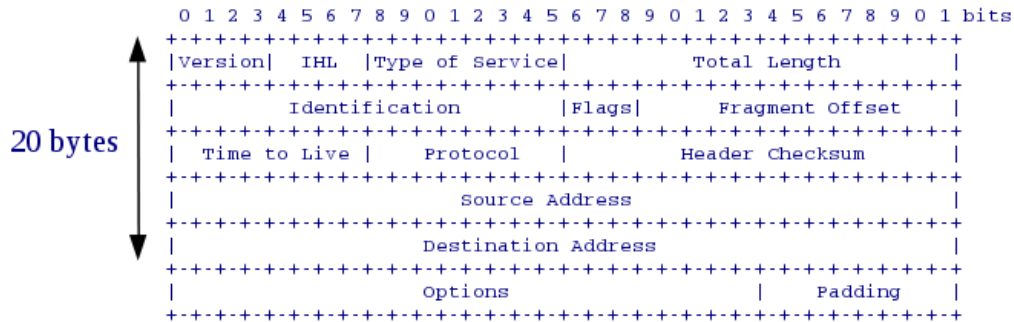 0 1 2 3 4 5 6 7 8 9 0 1 2 3 4 5 6 7 8 9 0 1 2 3 4 5 6 7 8 9 0 1 bits
+-+-+-+-+-+-+-+-+-+-+-+-+-+-+-+-+-+-+-+-+-+-+-+-+-+-+-+-+-+-+-+-+
|Version| IHL |Type of Service| Total Length |
+-+-+-+-+-+-+-+-+-+-+-+-+-+-+-+-+-+-+-+-+-+-+-+-+-+-+-+-+-+-+-+-+
| Identification |Flags| Fragment Offset |
+-+-+-+-+-+-+-+-+-+-+-+-+-+-+-+-+-+-+-+-+-+-+-+-+-+-+-+-+-+-+-+-+
20 bytes
| Time to Live | Protocol | Header Checksum |
+-+-+-+-+-+-+-+-+-+-+-+-+-+-+-+-+-+-+-+-+-+-+-+-+-+-+-+-+-+-+-+-+
| Source Address |
+-+-+-+-+-+-+-+-+-+-+-+-+-+-+-+-+-+-+-+-+-+-+-+-+-+-+-+-+-+-+-+-+
| Destination Address |
+-+-+-+-+-+-+-+-+-+-+-+-+-+-+-+-+-+-+-+-+-+-+-+-+-+-+-+-+-+-+-+-+
| Options | Padding |
+-+-+-+-+-+-+-+-+-+-+-+-+-+-+-+-+-+-+-+-+-+-+-+-+-+-+-+-+-+-+-+-+